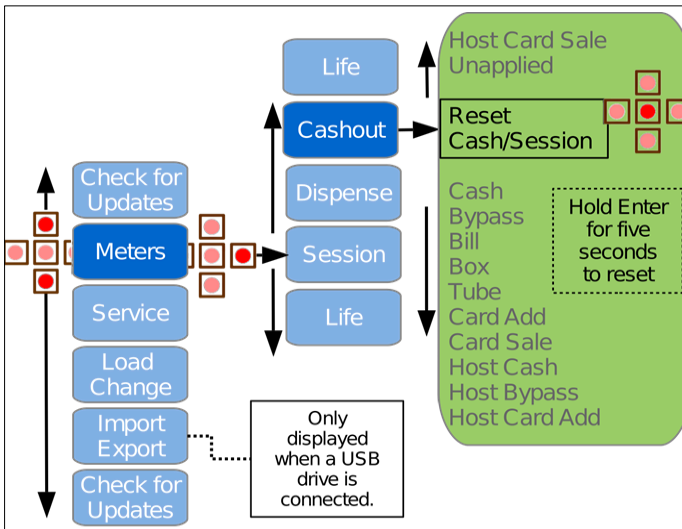 Check for
Updates
Meters
Service
Load
Change
Import
Export
Check for
Updates
Only
displayed
when a USB
drive is
connected.
Life
Cashout
Dispense
Session
Life
Host Card Sale
Unapplied
Reset
Cash/Session
Cash
Bypass
Bill
Box
Tube
Card Add
Card Sale
Host Cash
Host Bypass
Host Card Add
Hold Enter
for five
seconds
to reset